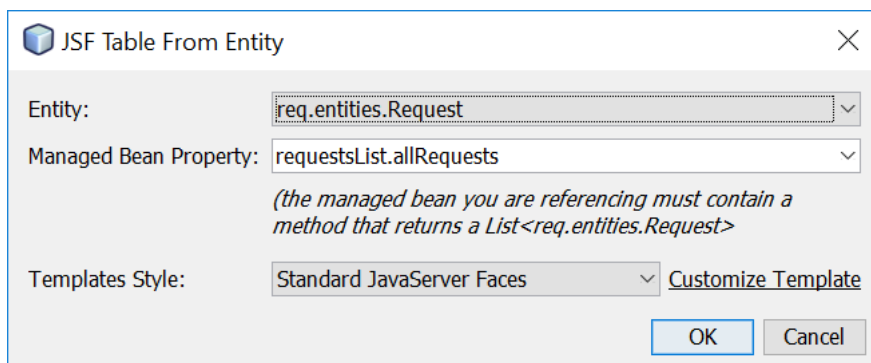 JSF Table From Entity
Entity: req.entities.Request
Managed Bean Property: requestsList.allRequests
(the managed bean you are referencing must contain a
method that returns a List<req.entities.Request>
Templates Style: Standard JavaServer Faces Customize Template
OK Cancel